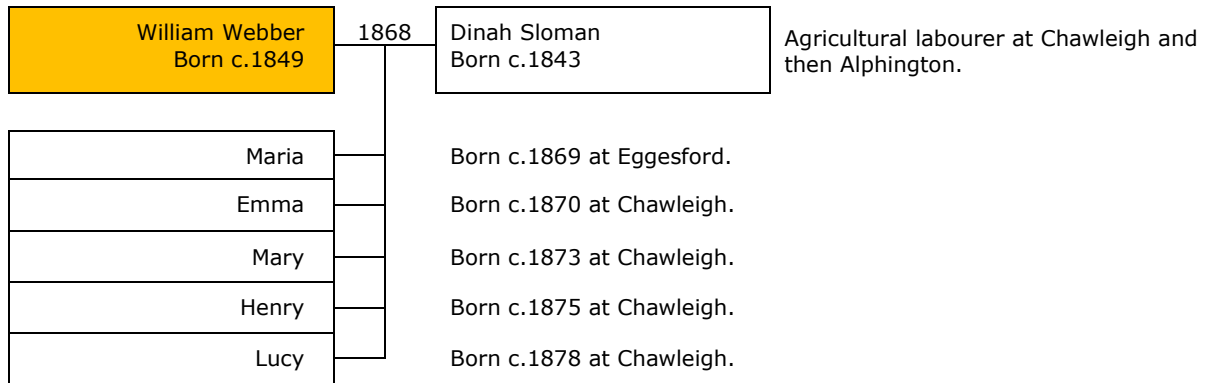 William Webber
Born c.1849
1868
Dinah Sloman
Born c.1843
Agricultural labourer at Chawleigh and
then Alphington.
Maria
Born c.1869 at Eggesford.
Emma
Born c.1870 at Chawleigh.
Mary
Born c.1873 at Chawleigh.
Henry
Born c.1875 at Chawleigh.
Lucy
Born c.1878 at Chawleigh.